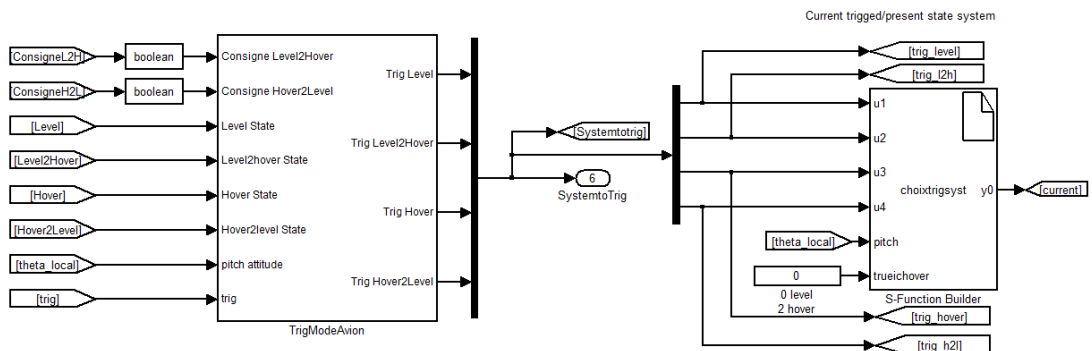 Current trigged/present state system
[ConsigneL2H]
boolean
Consigne Level2Hover
[ConsigneH2L]
boolean
Consigne Hover2Level
[Level]
Level State
[Level2Hover]
Level2hover State
[Hover]
Hover State
[Hover2Level]
Hover2level State
[theta_local]
pitch attitude
[trig]
trig
Trig Level
Trig Level2Hover
Trig Hover
Trig Hover2Level
TrigModeAvion
[Systemtotrig]
6
SystemtoTrig
[trig_level]
[trig_l2h]
u1
u2
u3
u4
choixtrigsyst
y0
[current]
[theta_local]
pitch
0
trueichover
0 level
2 hover
S-Function Builder
[trig_hover]
[trig_h2l]